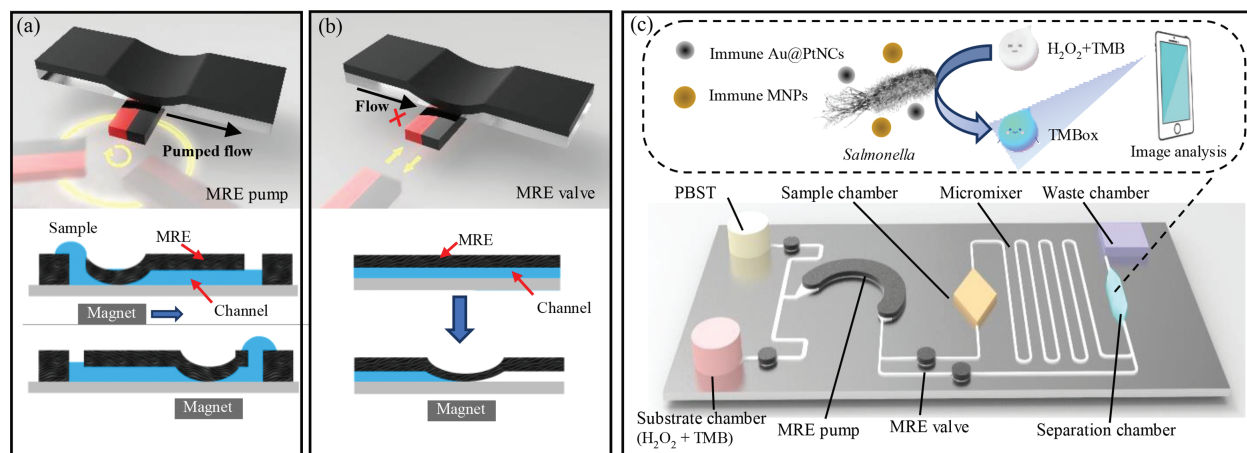 (a)
Pumped flow
MRE pump
Sample
MRE
Channel
Magnet
Magnet
(b)
Flow
MRE valve
MRE
Channel
Magnet
(c)
Immune Au@PtNCs
Immune MNPs
Salmonella
H₂O₂+TMB
TMBox
Image analysis
PBST
Sample chamber
Micromixer
Waste chamber
Substrate chamber
(H₂O₂ + TMB)
MRE pump
MRE valve
Separation chamber